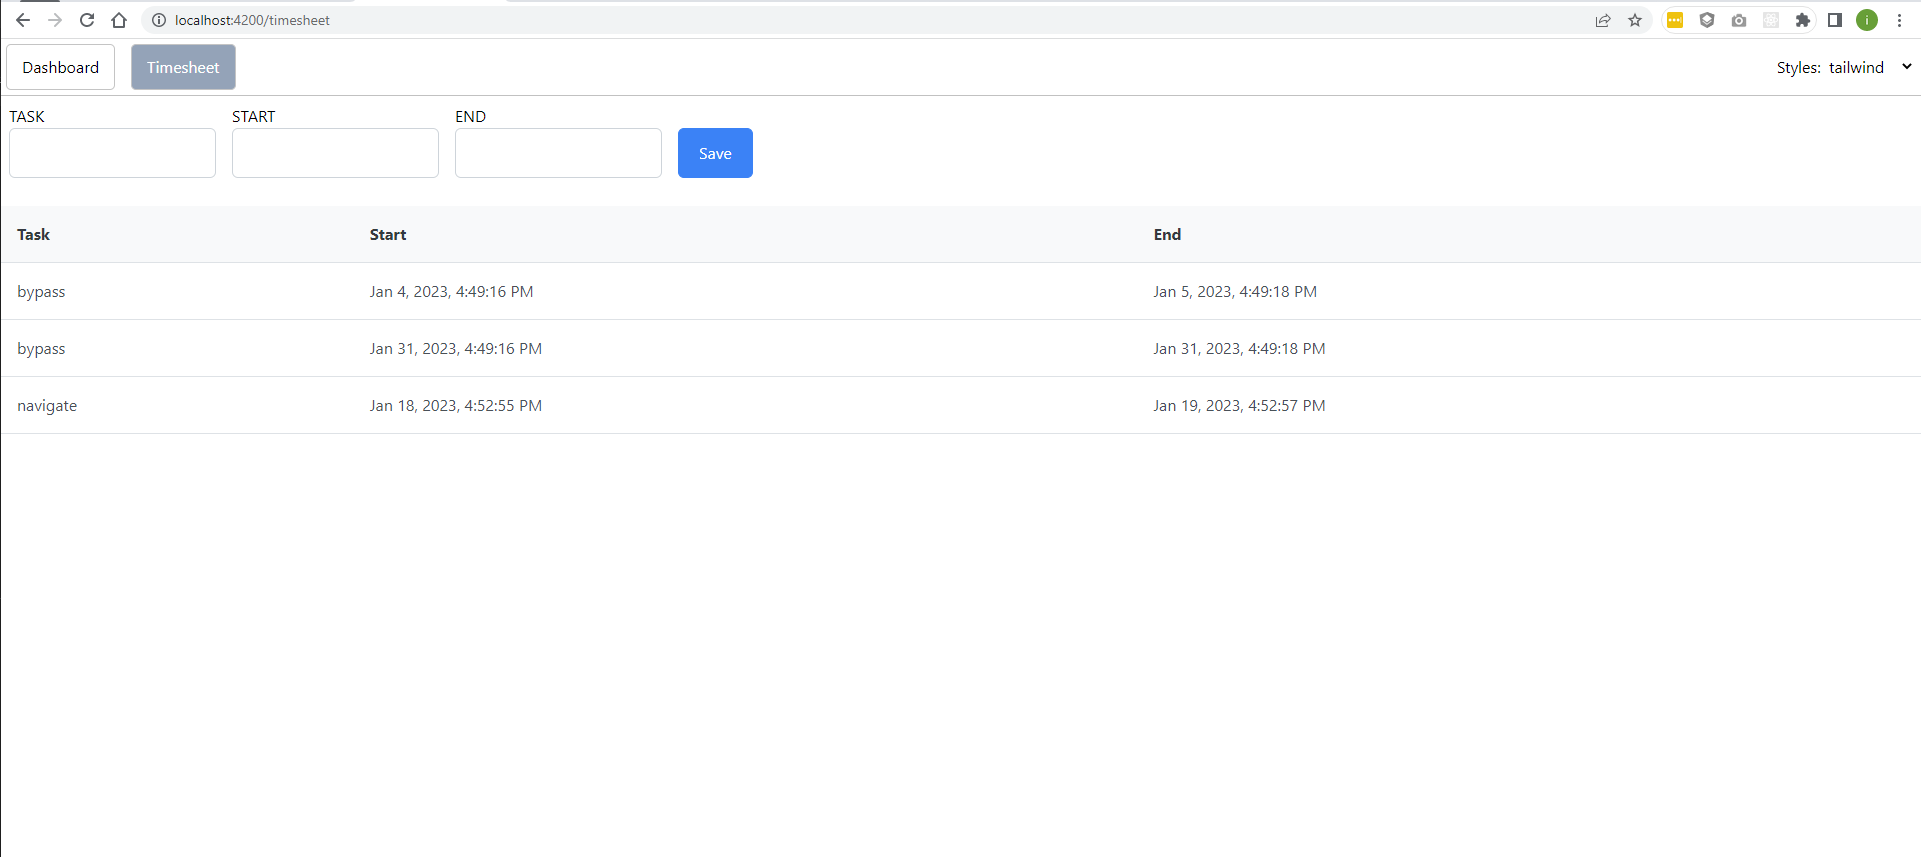 localhost:4200/timesheet
i
Dashboard Timesheet Styles: tailwind
TASK START END
Save
Task Start End
bypass Jan 4, 2023, 4:49:16 PM Jan 5, 2023, 4:49:18 PM
bypass Jan 31, 2023, 4:49:16 PM Jan 31, 2023, 4:49:18 PM
navigate Jan 18, 2023, 4:52:55 PM Jan 19, 2023, 4:52:57 PM